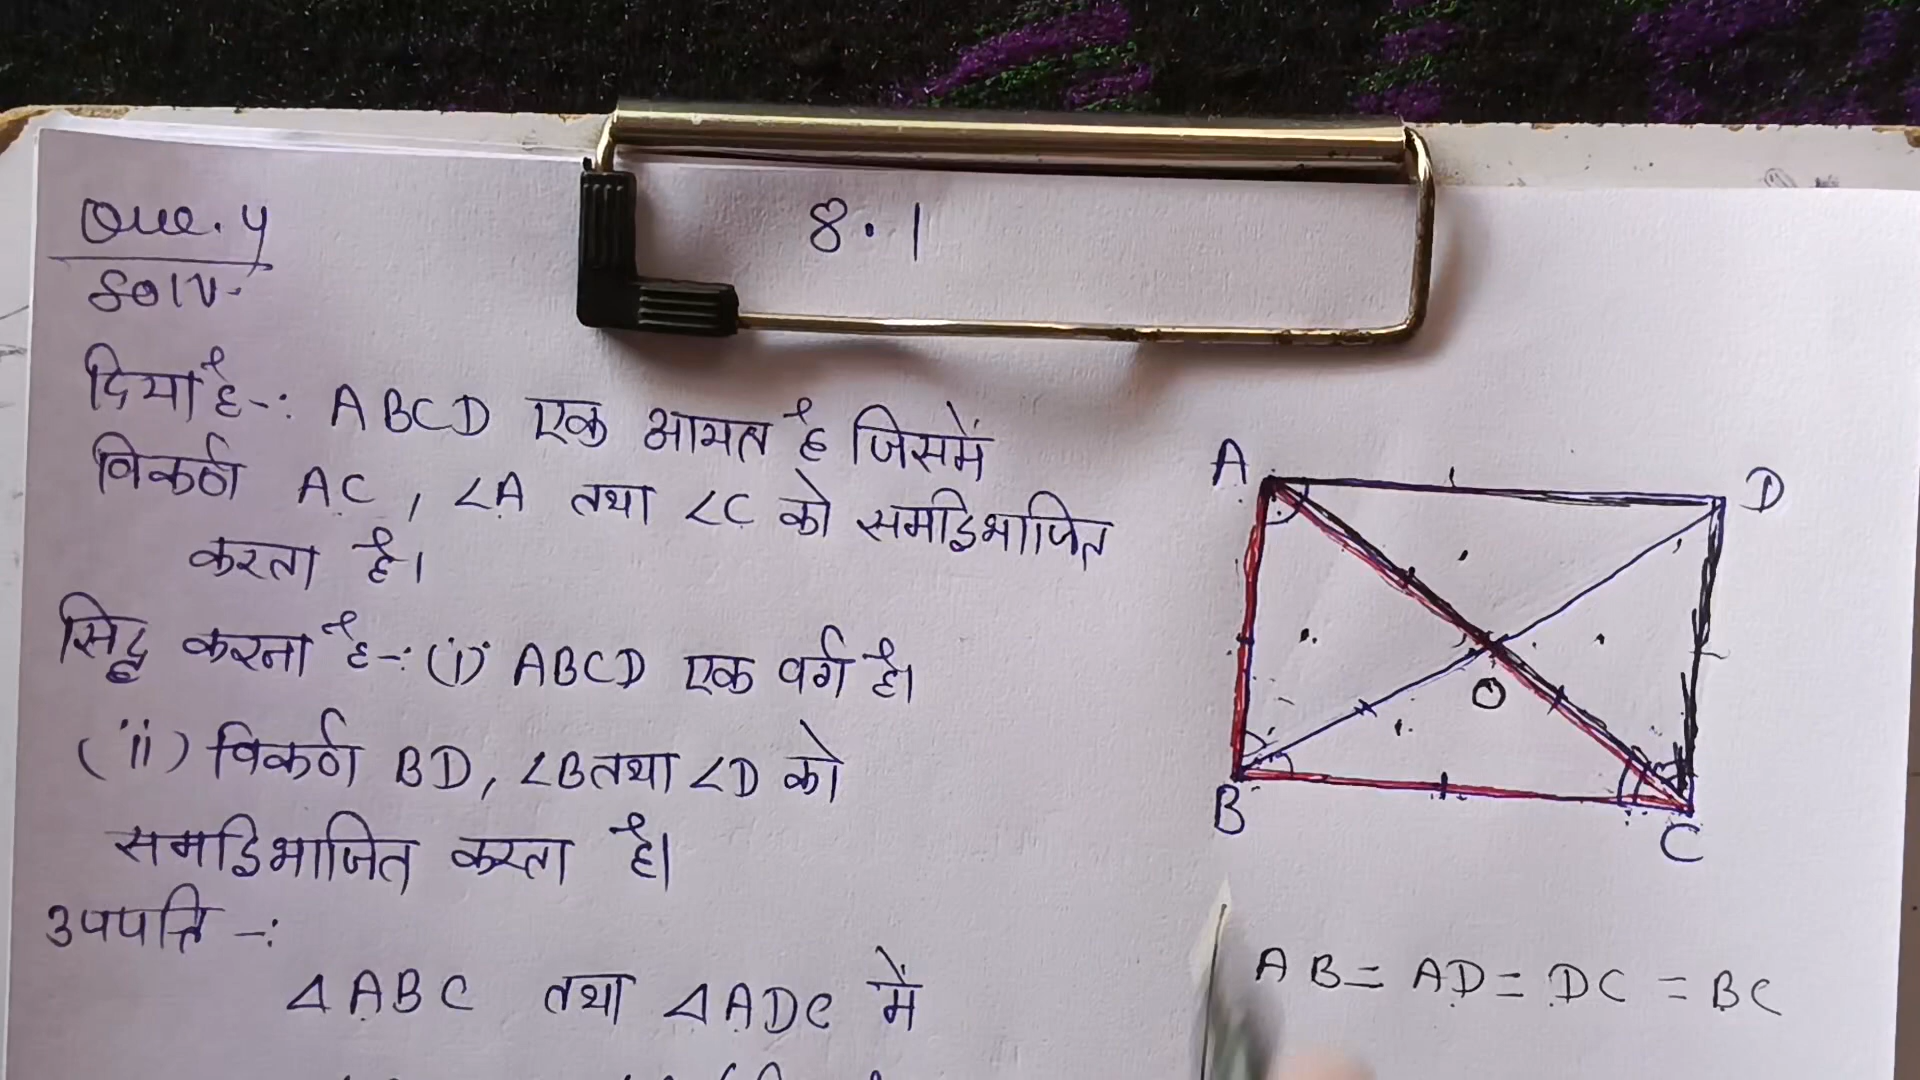 8.1
Que. 4
Soln.
दिया है-: ABCD एक आयत है जिसमें
विकर्ण AC, ∠A तथा ∠C को समद्विभाजित
करता है।
सिद्ध करना है-: (i) ABCD एक वर्ग है।
(ii) विकर्ण BD, ∠B तथा ∠D को
समद्विभाजित करता है।
उपपत्ति -:
△ABC तथा △ADC में
A
D
O
B
C
AB = AD = DC = BC